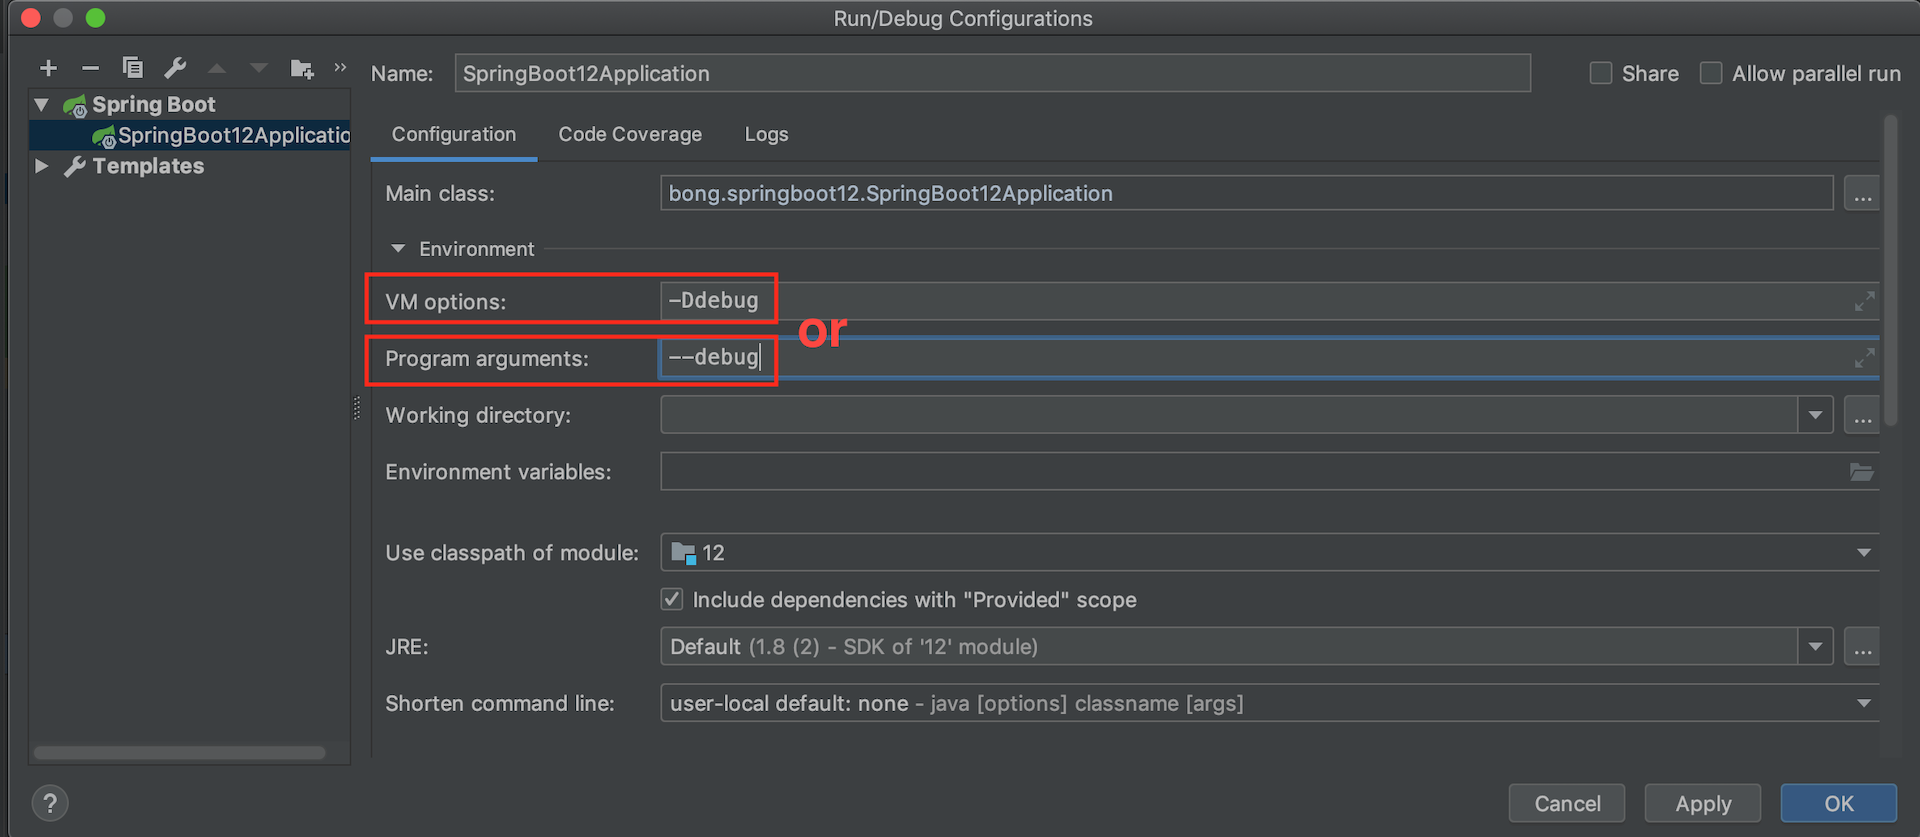 Run/Debug Configurations
Name: SpringBoot12Application Share Allow parallel run
Spring Boot
SpringBoot12Applicatio
Templates
Configuration Code Coverage Logs
Main class: bong.springboot12.SpringBoot12Application ...
Environment
VM options: -Ddebug
or
Program arguments: --debug
Working directory: ...
Environment variables:
Use classpath of module: 12
Include dependencies with "Provided" scope
JRE: Default (1.8 (2) - SDK of '12' module) ...
Shorten command line: user-local default: none - java [options] classname [args]
? Cancel Apply OK